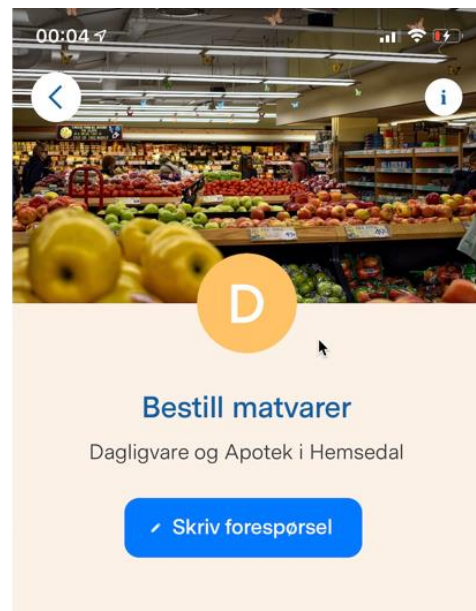 00:04
i
D
Bestill matvarer
Dagligvare og Apotek i Hemsedal
Skriv forespørsel